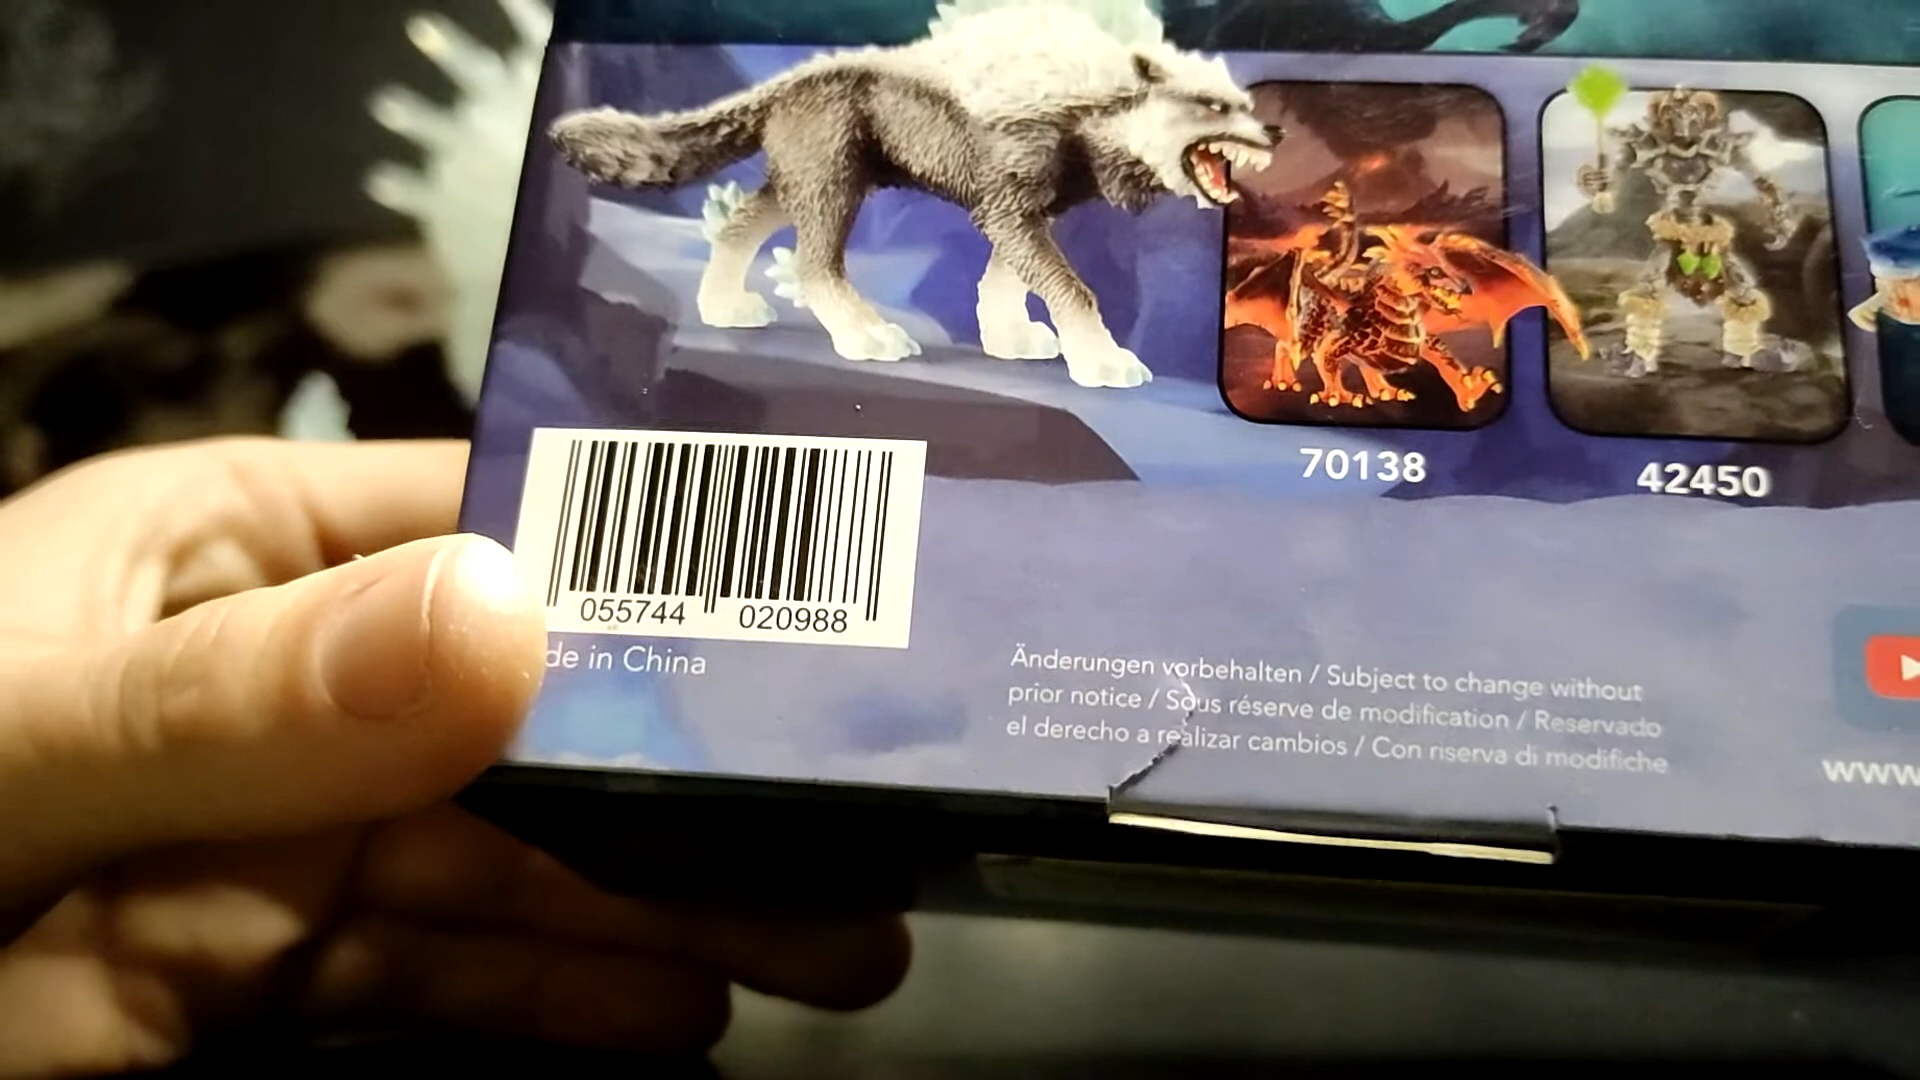 70138
42450
055744 020988
de in China
Änderungen vorbehalten / Subject to change without
prior notice / Sous réserve de modification / Reservado
el derecho a realizar cambios / Con riserva di modifiche
www.